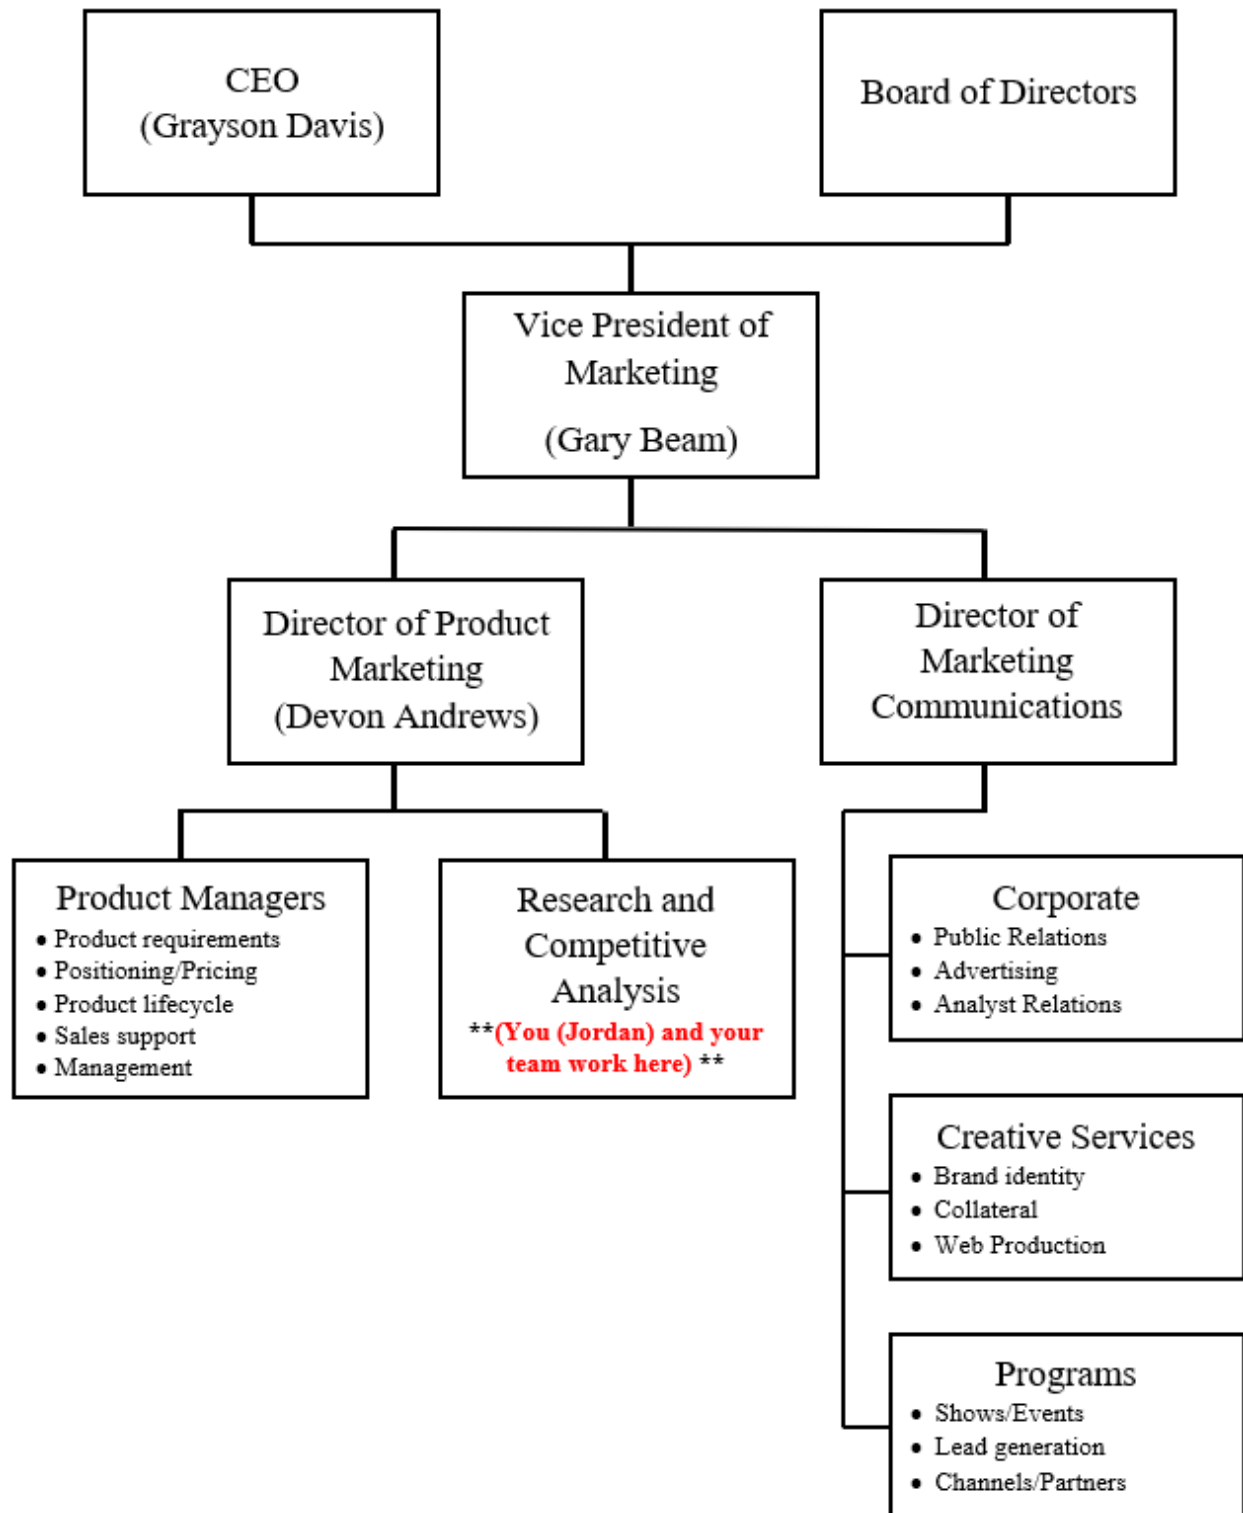 CEO
(Grayson Davis)
Board of Directors
Vice President of
Marketing
(Gary Beam)
Director of Product
Marketing
(Devon Andrews)
Director of
Marketing
Communications
Product Managers
● Product requirements
● Positioning/Pricing
● Product lifecycle
● Sales support
● Management
Research and
Competitive
Analysis
**(You (Jordan) and your
team work here) **
Corporate
● Public Relations
● Advertising
● Analyst Relations
Creative Services
● Brand identity
● Collateral
● Web Production
Programs
● Shows/Events
● Lead generation
● Channels/Partners